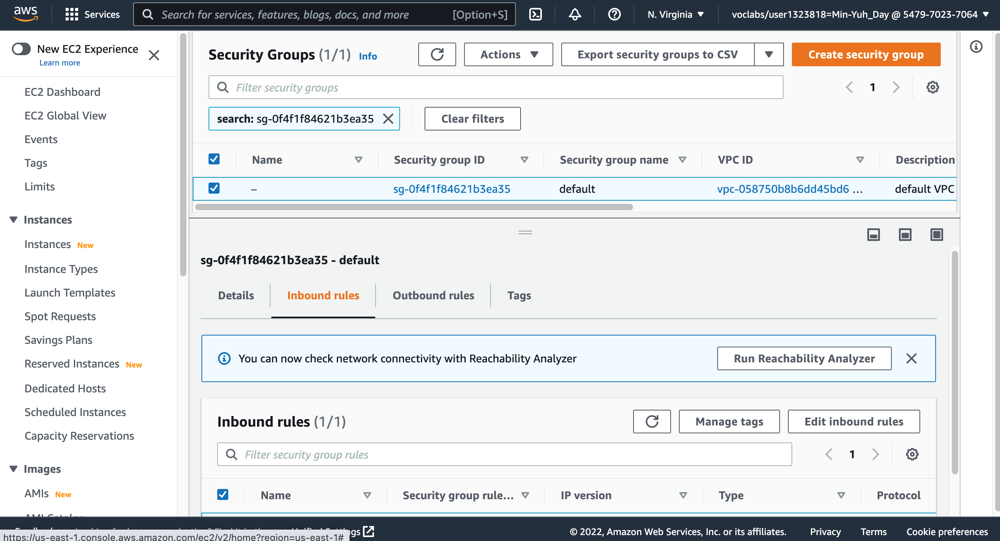 aws
Services
Search for services, features, blogs, docs, and more [Option+S]
N. Virginia
voclabs/user1323818=Min-Yuh_Day @ 5479-7023-7064
New EC2 Experience
Learn more
EC2 Dashboard
EC2 Global View
Events
Tags
Limits
Instances
Instances New
Instance Types
Launch Templates
Spot Requests
Savings Plans
Reserved Instances New
Dedicated Hosts
Scheduled Instances
Capacity Reservations
Images
AMIs New
AMI Catalog
Security Groups (1/1) Info
Actions
Export security groups to CSV
Create security group
Filter security groups
1
search: sg-0f4f1f84621b3ea35
Clear filters
Name Security group ID Security group name VPC ID Description
– sg-0f4f1f84621b3ea35 default vpc-058750b8b6dd45bd6 ... default VPC
sg-0f4f1f84621b3ea35 - default
Details Inbound rules Outbound rules Tags
You can now check network connectivity with Reachability Analyzer
Run Reachability Analyzer
Inbound rules (1/1)
Manage tags
Edit inbound rules
Filter security group rules
1
Name Security group rule... IP version Type Protocol
https://us-east-1.console.aws.amazon.com/ec2/v2/home?region=us-east-1#
© 2022, Amazon Web Services, Inc. or its affiliates. Privacy Terms Cookie preferences